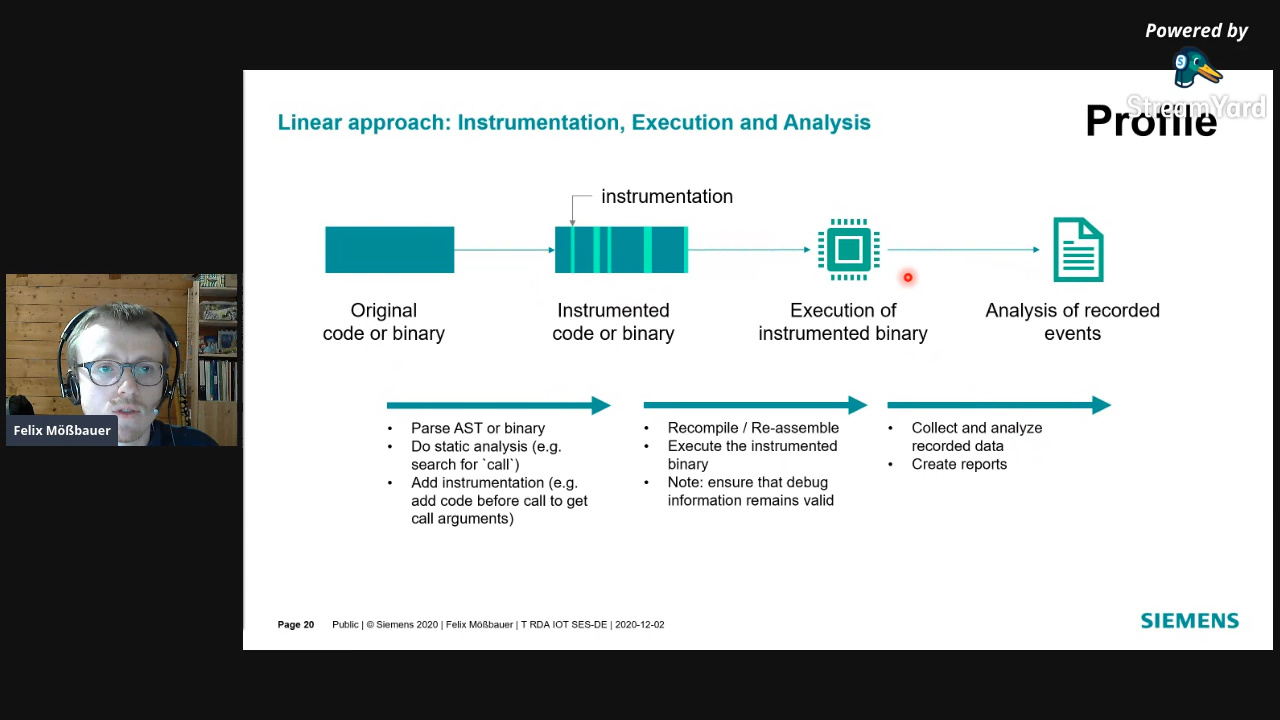 Powered by
StreamYard
Linear approach: Instrumentation, Execution and Analysis
Profile
instrumentation
Original
code or binary
Instrumented
code or binary
Execution of
instrumented binary
Analysis of recorded
events
• Parse AST or binary
• Do static analysis (e.g.
search for `call`)
• Add instrumentation (e.g.
add code before call to get
call arguments)
• Recompile / Re-assemble
• Execute the instrumented
binary
• Note: ensure that debug
information remains valid
• Collect and analyze
recorded data
• Create reports
Felix Mößbauer
Page 20 Public | © Siemens 2020 | Felix Mößbauer | T RDA IOT SES-DE | 2020-12-02
SIEMENS